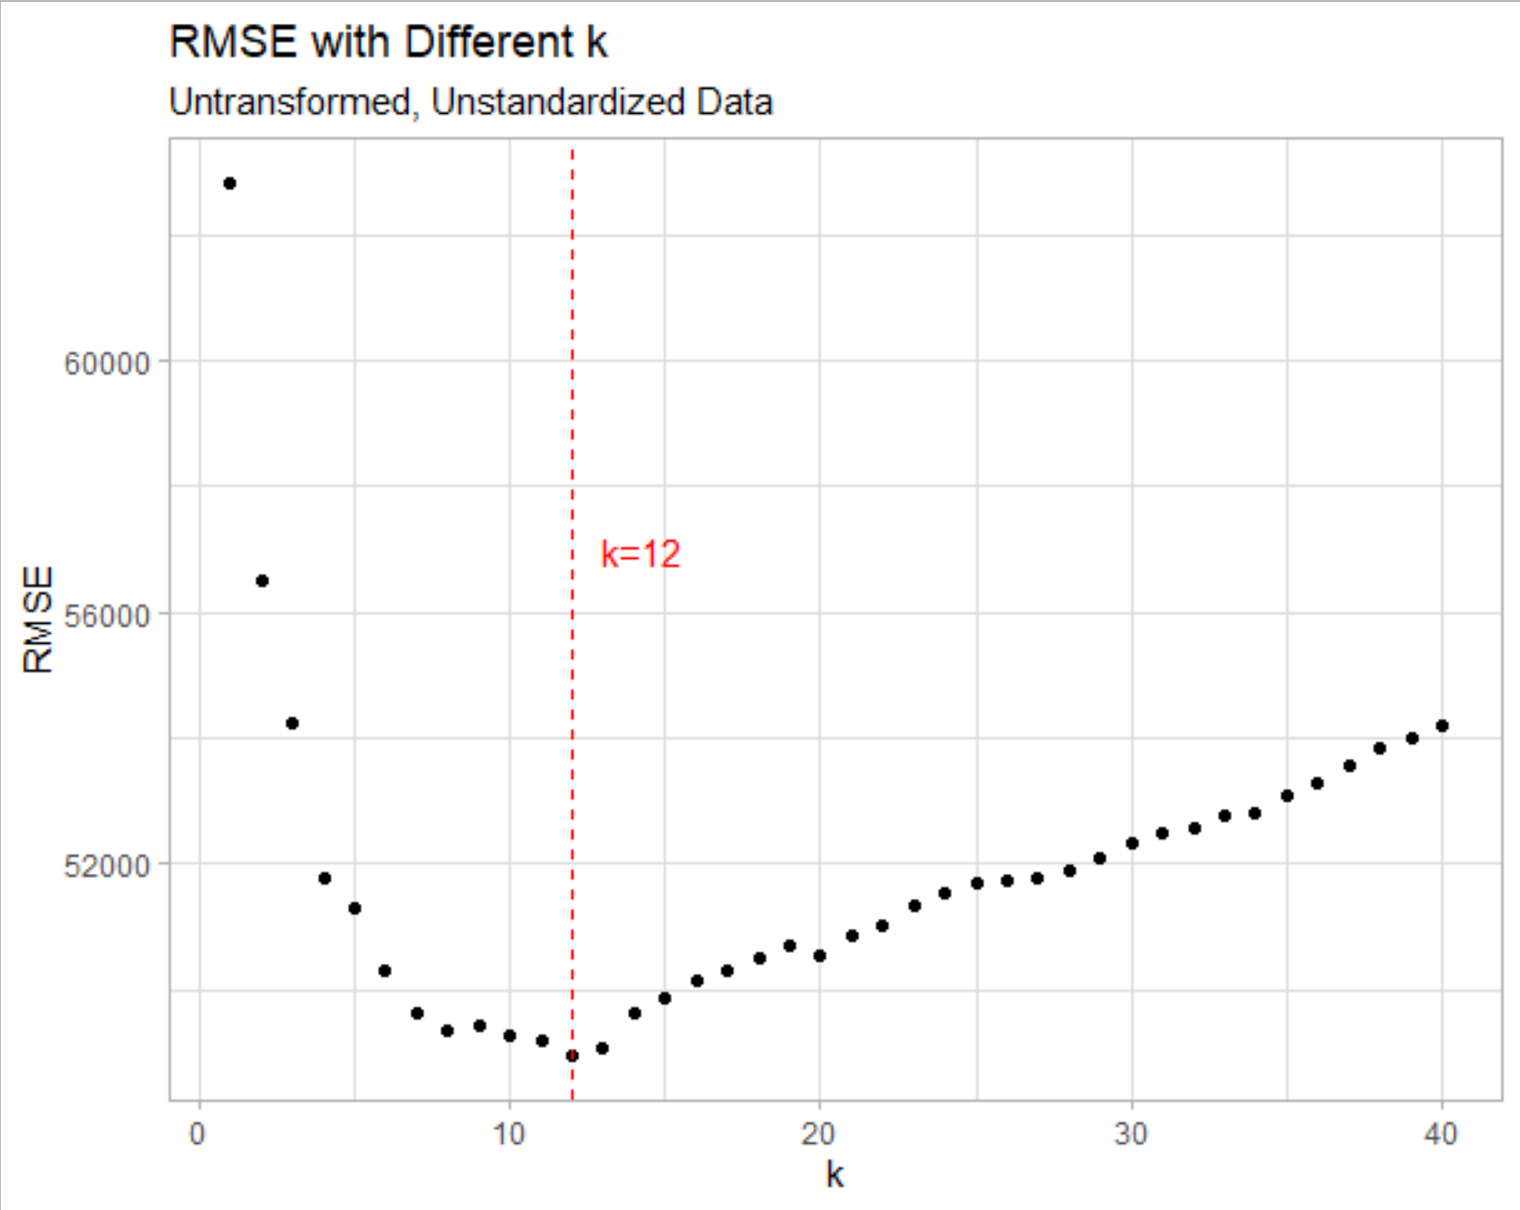 RMSE with Different k
Untransformed, Unstandardized Data
60000
56000
52000
RMSE
k=12
0 10 20 30 40
k